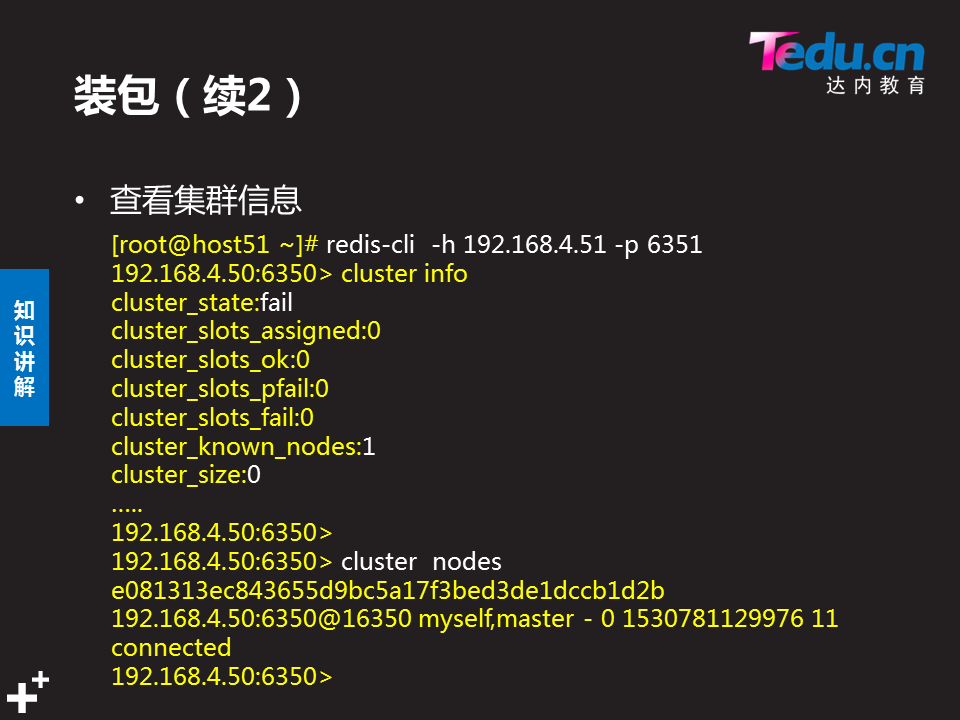 Tedu.cn
达内教育
装包（续2）
• 查看集群信息
[root@host51 ~]# redis-cli  -h 192.168.4.51 -p 6351
192.168.4.50:6350> cluster info
cluster_state:fail
cluster_slots_assigned:0
cluster_slots_ok:0
cluster_slots_pfail:0
cluster_slots_fail:0
cluster_known_nodes:1
cluster_size:0
…..
192.168.4.50:6350>
192.168.4.50:6350> cluster  nodes
e081313ec843655d9bc5a17f3bed3de1dccb1d2b
192.168.4.50:6350@16350 myself,master - 0 1530781129976 11
connected
192.168.4.50:6350>
知识讲解